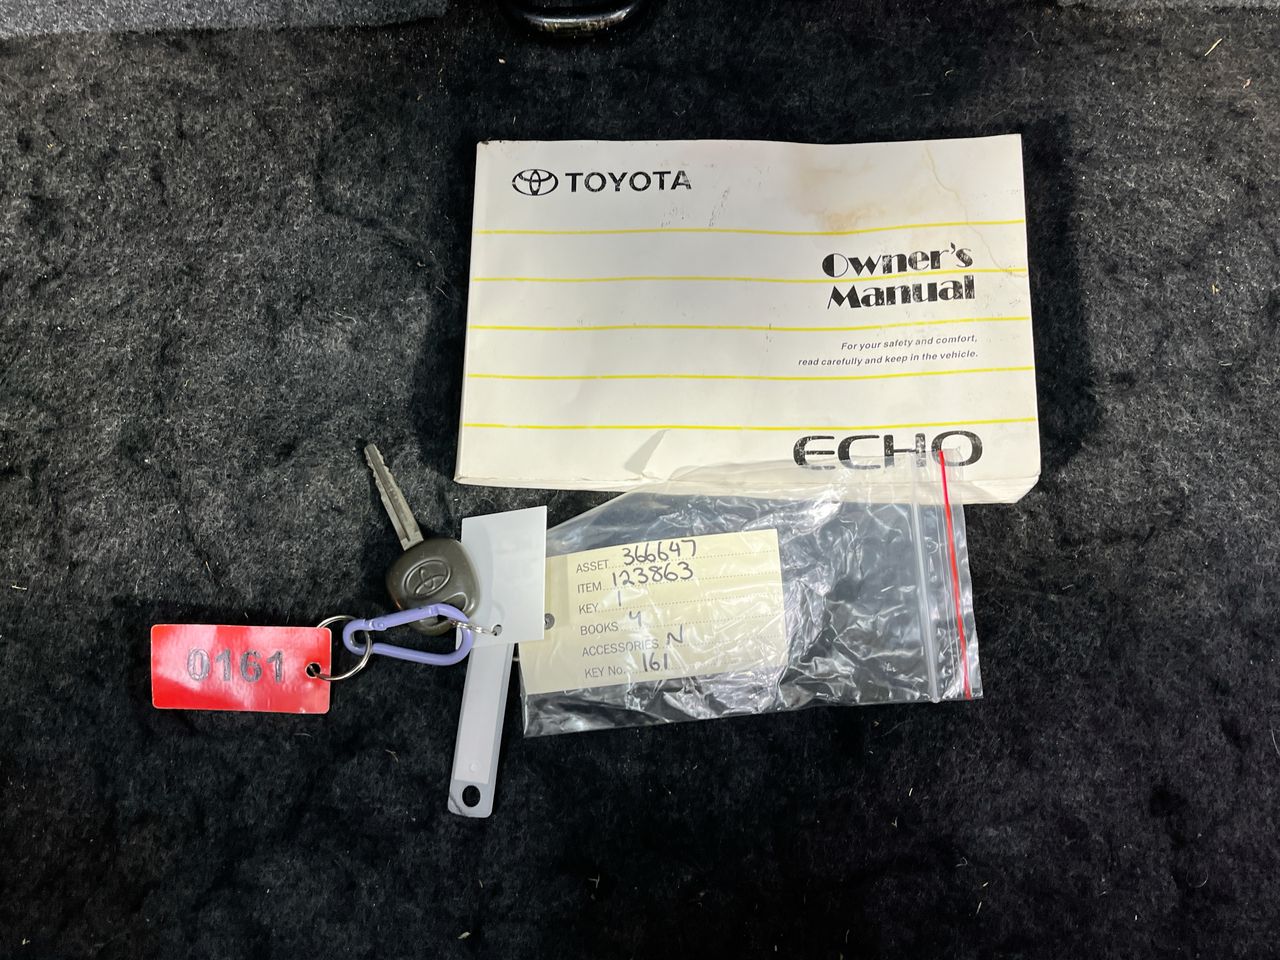 TOYOTA
Owner's
Manual
For your safety and comfort,
read carefully and keep in the vehicle.
ECHO
ASSET 366647
ITEM 123863
KEY 1
BOOKS 4
ACCESSORIES N
KEY No. 161
0161